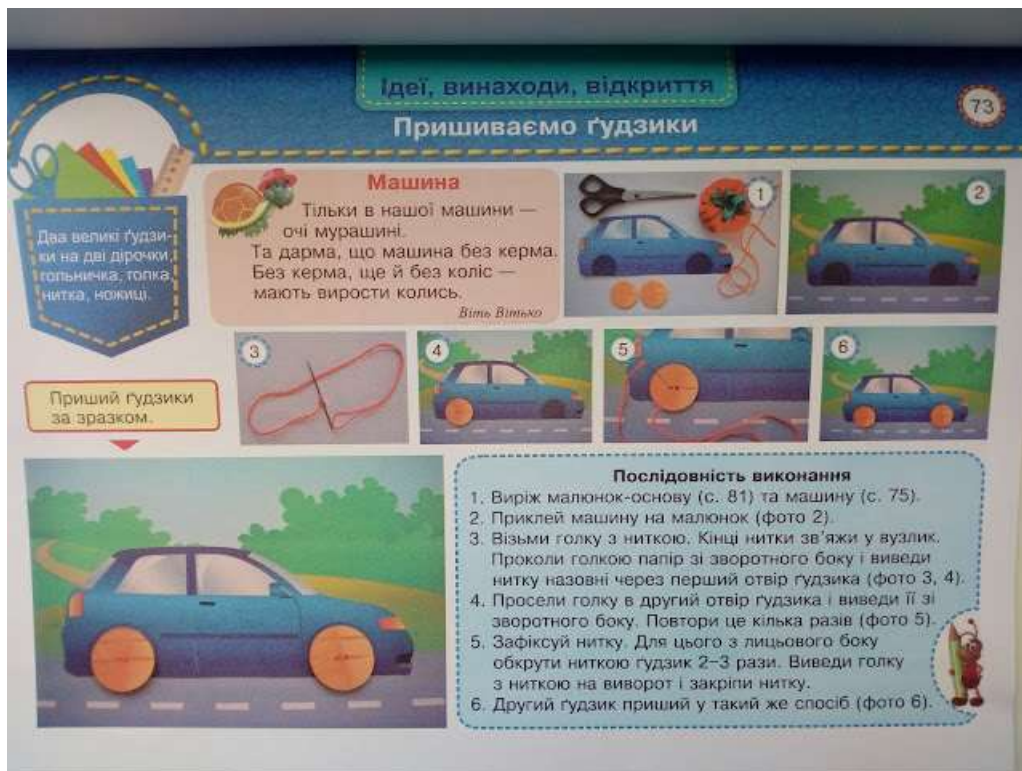 Ідеї, винаходи, відкриття
73
Пришиваємо ґудзики
Два великі ґудзи-
ки на дві дірочки,
гольничка, голка,
нитка, ножиці.
Машина
Тільки в нашої машини —
очі мурашині.
Та дарма, що машина без керма.
Без керма, ще й без коліс —
мають вирости колись.
Віть Вітько
1
2
3
4
5
6
Приший ґудзики
за зразком.
Послідовність виконання
1. Виріж малюнок-основу (с. 81) та машину (с. 75).
2. Приклей машину на малюнок (фото 2).
3. Візьми голку з ниткою. Кінці нитки зв'яжи у вузлик.
Проколи голкою папір зі зворотного боку і виведи
нитку назовні через перший отвір ґудзика (фото 3, 4).
4. Просели голку в другий отвір ґудзика і виведи її зі
зворотного боку. Повтори це кілька разів (фото 5).
5. Зафіксуй нитку. Для цього з лицьового боку
обкрути ниткою ґудзик 2–3 рази. Виведи голку
з ниткою на виворот і закріпи нитку.
6. Другий ґудзик приший у такий же спосіб (фото 6).